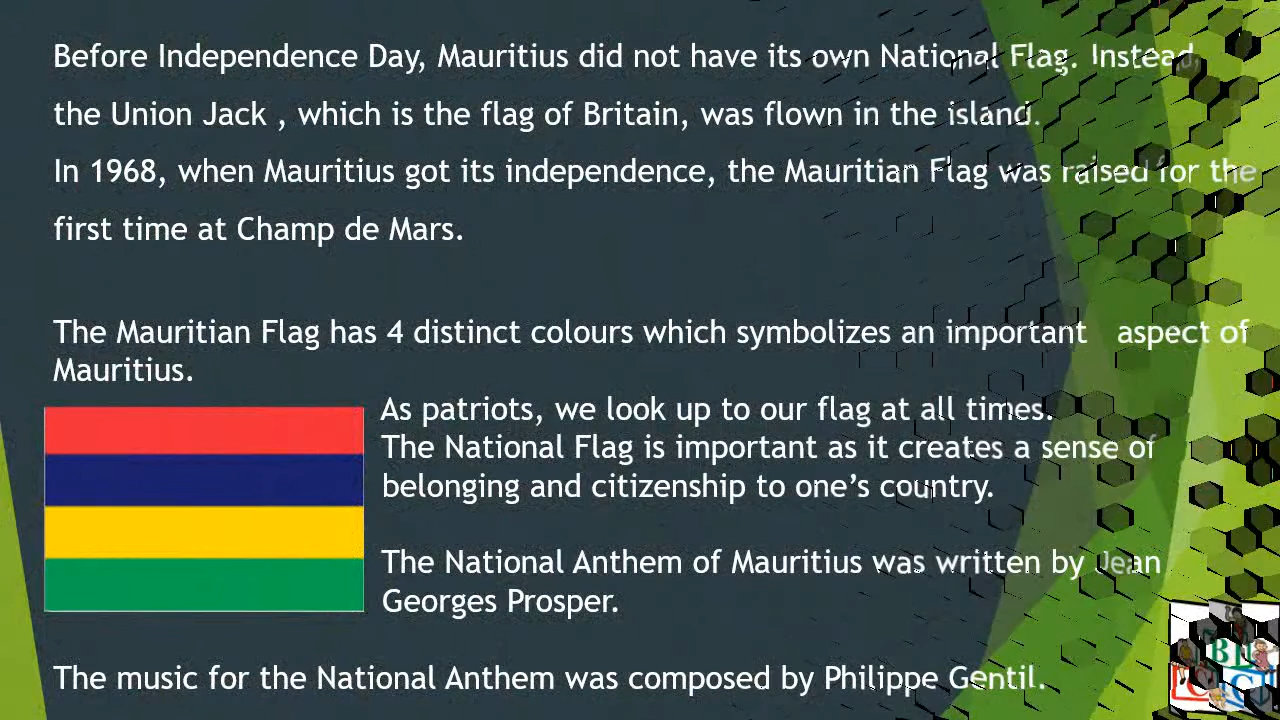 Before Independence Day, Mauritius did not have its own National Flag. Instead,
the Union Jack , which is the flag of Britain, was flown in the island.
In 1968, when Mauritius got its independence, the Mauritian Flag was raised for the
first time at Champ de Mars.
The Mauritian Flag has 4 distinct colours which symbolizes an important aspect of
Mauritius.
As patriots, we look up to our flag at all times.
The National Flag is important as it creates a sense of
belonging and citizenship to one’s country.
The National Anthem of Mauritius was written by Jean
Georges Prosper.
The music for the National Anthem was composed by Philippe Gentil.